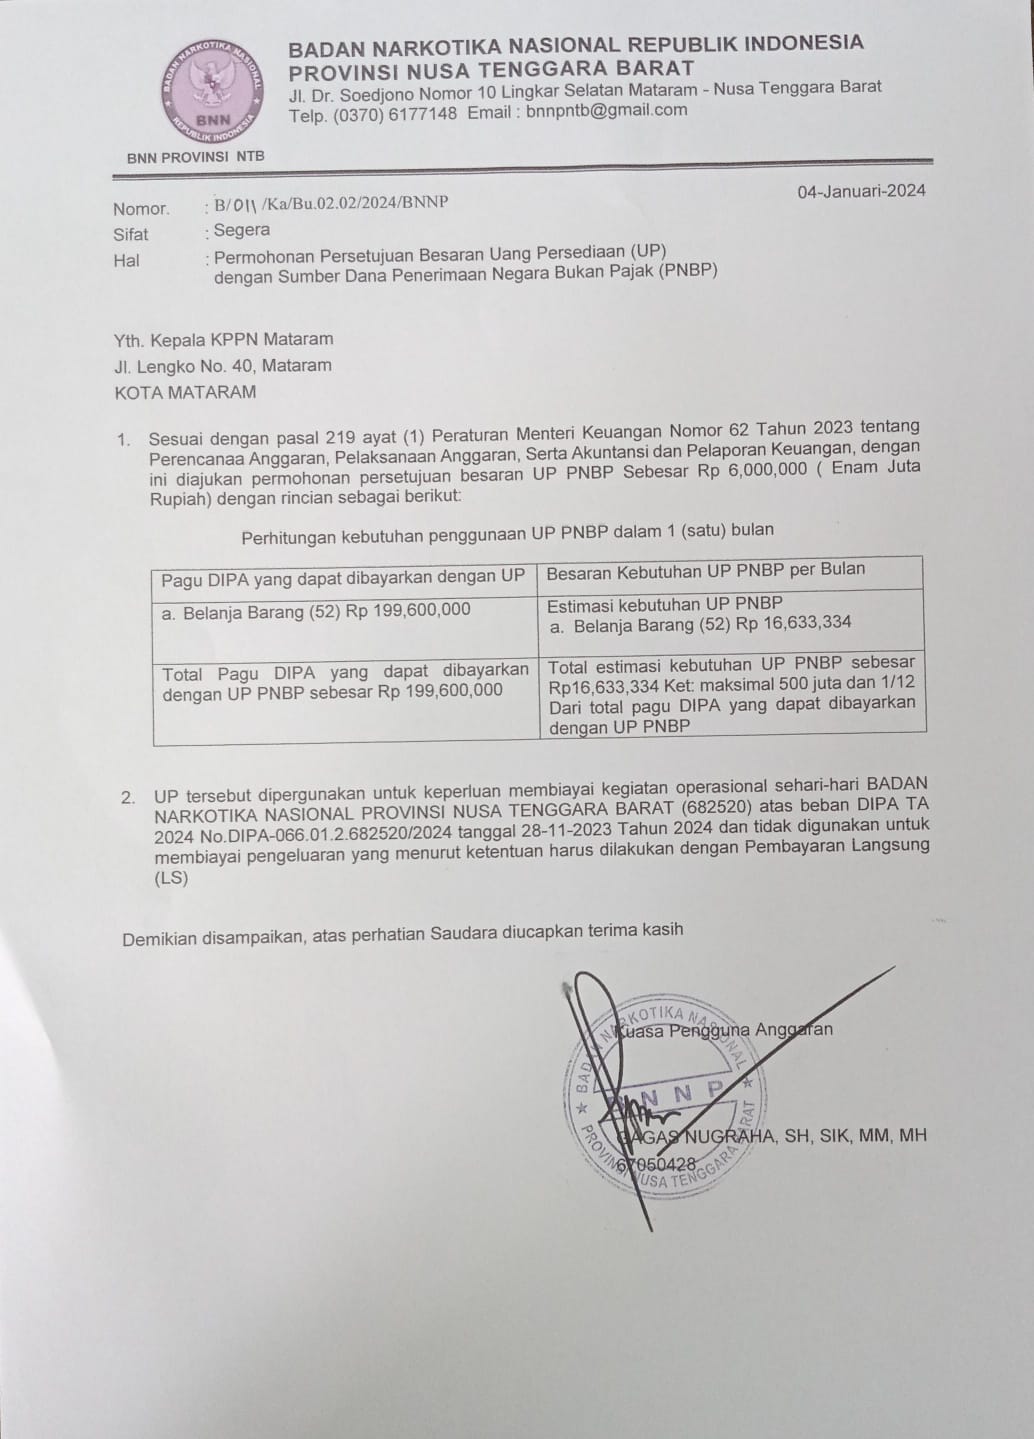 BADAN NARKOTIKA NASIONAL
REPUBLIK INDONESIA
BNN
BNN PROVINSI NTB
BADAN NARKOTIKA NASIONAL REPUBLIK INDONESIA
PROVINSI NUSA TENGGARA BARAT
Jl. Dr. Soedjono Nomor 10 Lingkar Selatan Mataram - Nusa Tenggara Barat
Telp. (0370) 6177148 Email : bnnpntb@gmail.com
04-Januari-2024
Nomor. : B/011/Ka/Bu.02.02/2024/BNNP
Sifat : Segera
Hal : Permohonan Persetujuan Besaran Uang Persediaan (UP)
dengan Sumber Dana Penerimaan Negara Bukan Pajak (PNBP)
Yth. Kepala KPPN Mataram
Jl. Lengko No. 40, Mataram
KOTA MATARAM
1. Sesuai dengan pasal 219 ayat (1) Peraturan Menteri Keuangan Nomor 62 Tahun 2023 tentang
Perencanaa Anggaran, Pelaksanaan Anggaran, Serta Akuntansi dan Pelaporan Keuangan, dengan
ini diajukan permohonan persetujuan besaran UP PNBP Sebesar Rp 6,000,000 ( Enam Juta
Rupiah) dengan rincian sebagai berikut:
Perhitungan kebutuhan penggunaan UP PNBP dalam 1 (satu) bulan
Pagu DIPA yang dapat dibayarkan dengan UP
Besaran Kebutuhan UP PNBP per Bulan
a. Belanja Barang (52) Rp 199,600,000
Estimasi kebutuhan UP PNBP
a. Belanja Barang (52) Rp 16,633,334
Total Pagu DIPA yang dapat dibayarkan
dengan UP PNBP sebesar Rp 199,600,000
Total estimasi kebutuhan UP PNBP sebesar
Rp16,633,334 Ket: maksimal 500 juta dan 1/12
Dari total pagu DIPA yang dapat dibayarkan
dengan UP PNBP
2. UP tersebut dipergunakan untuk keperluan membiayai kegiatan operasional sehari-hari BADAN
NARKOTIKA NASIONAL PROVINSI NUSA TENGGARA BARAT (682520) atas beban DIPA TA
2024 No.DIPA-066.01.2.682520/2024 tanggal 28-11-2023 Tahun 2024 dan tidak digunakan untuk
membiayai pengeluaran yang menurut ketentuan harus dilakukan dengan Pembayaran Langsung
(LS)
Demikian disampaikan, atas perhatian Saudara diucapkan terima kasih
Kuasa Pengguna Anggaran
BADAN NARKOTIKA NASIONAL
BNNP
PROVINSI NUSA TENGGARA BARAT
GAGAS NUGRAHA, SH, SIK, MM, MH
67050428